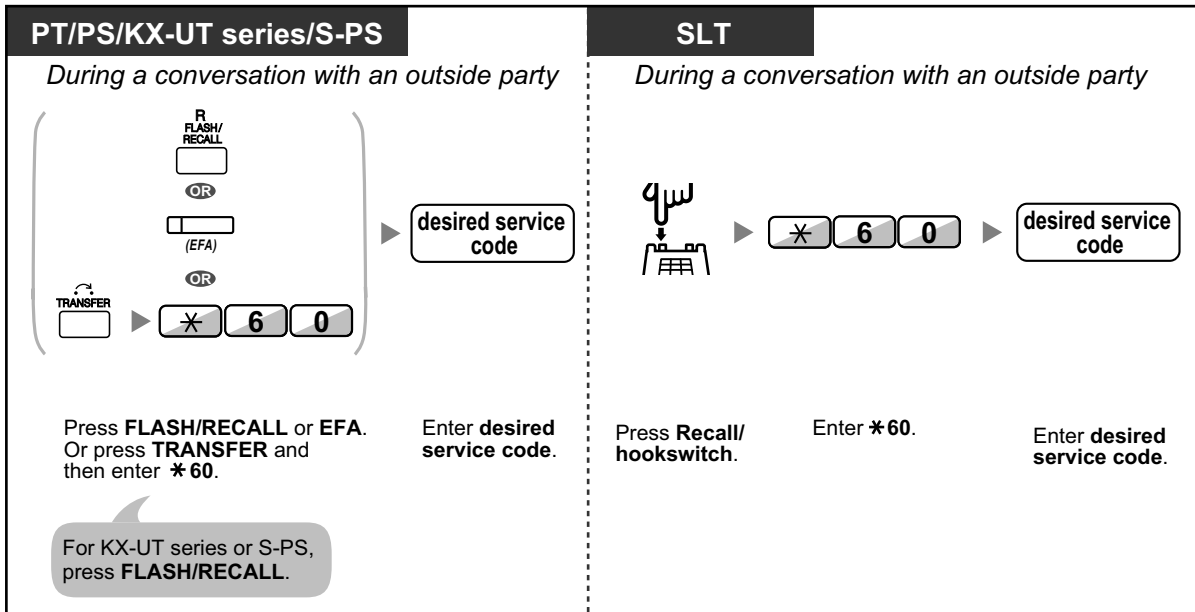 PT/PS/KX-UT series/S-PS
During a conversation with an outside party
R
FLASH/
RECALL
OR
(EFA)
OR
TRANSFER
* 6 0
desired service
code
Press FLASH/RECALL or EFA.
Or press TRANSFER and
then enter *60.
Enter desired
service code.
For KX-UT series or S-PS,
press FLASH/RECALL.
SLT
During a conversation with an outside party
* 6 0
desired service
code
Press Recall/
hookswitch.
Enter *60.
Enter desired
service code.